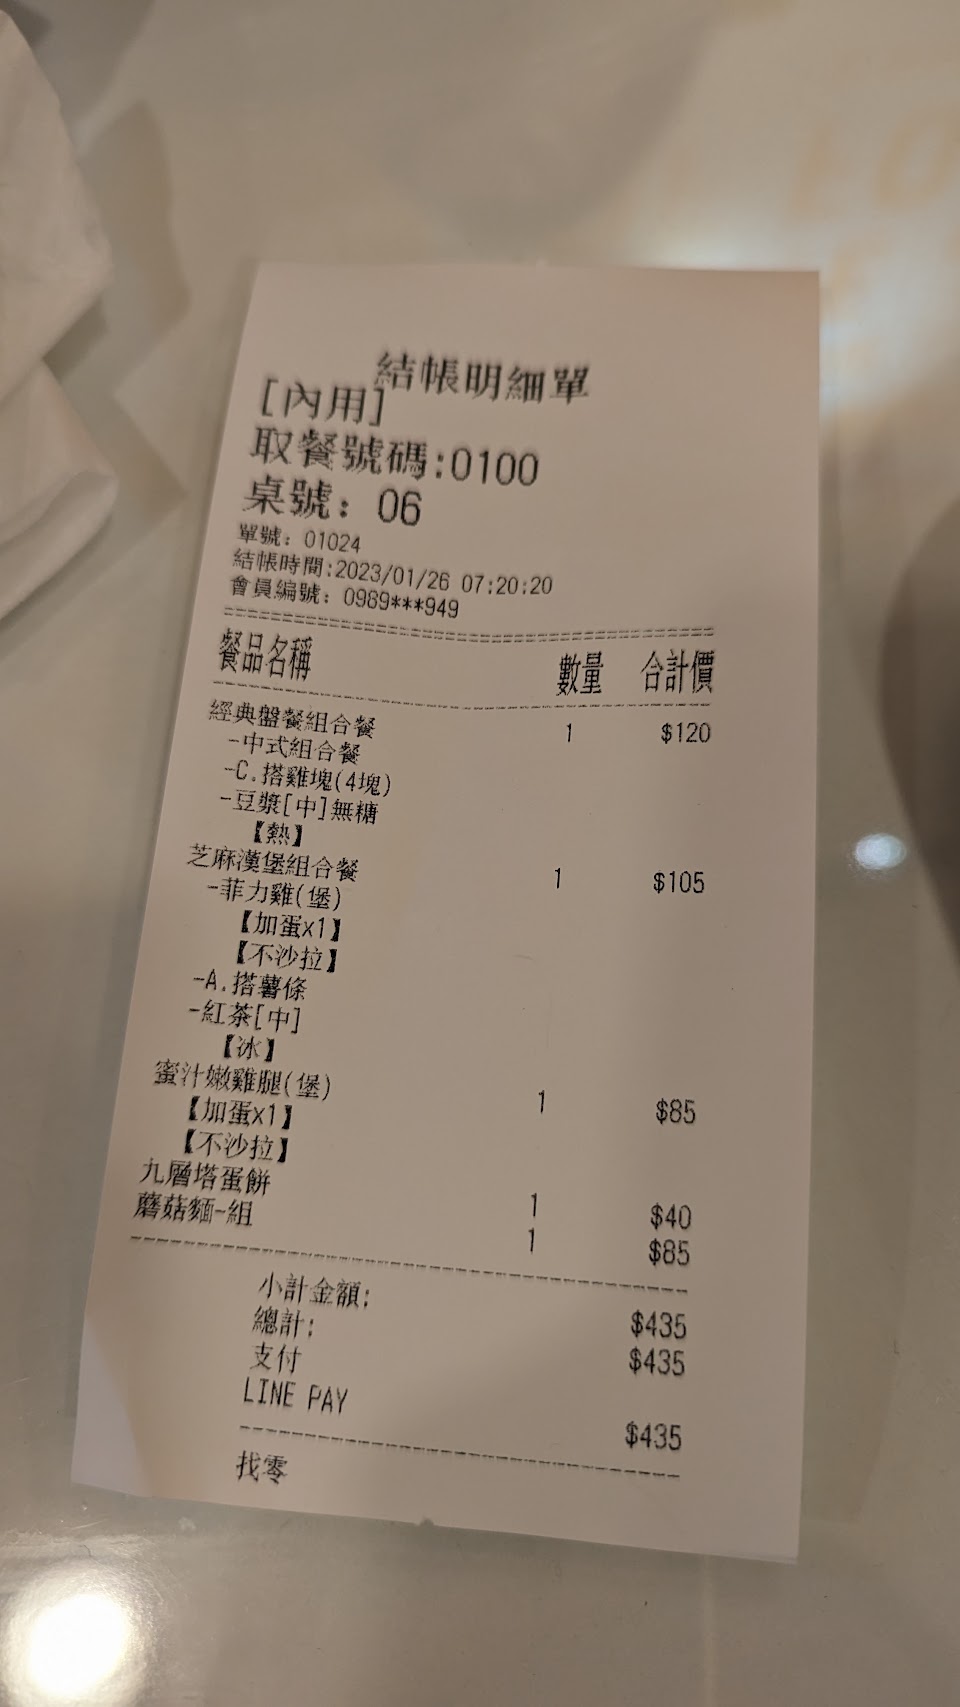 結帳明細單
[內用]
取餐號碼:0100
桌號: 06
單號: 01024
結帳時間:2023/01/26 07:20:20
會員編號: 0989***949
餐品名稱 數量 合計價
經典盤餐組合餐 1 $120
-中式組合餐
-C.搭雞塊(4塊)
-豆漿[中]無糖
【熱】
芝麻漢堡組合餐 1 $105
-菲力雞(堡)
【加蛋x1】
【不沙拉】
-A.搭薯條
-紅茶[中]
【冰】
蜜汁嫩雞腿(堡) 1 $85
【加蛋x1】
【不沙拉】
九層塔蛋餅 1 $40
蘑菇麵-組 1 $85
小計金額: $435
總計: $435
支付
LINE PAY $435
找零